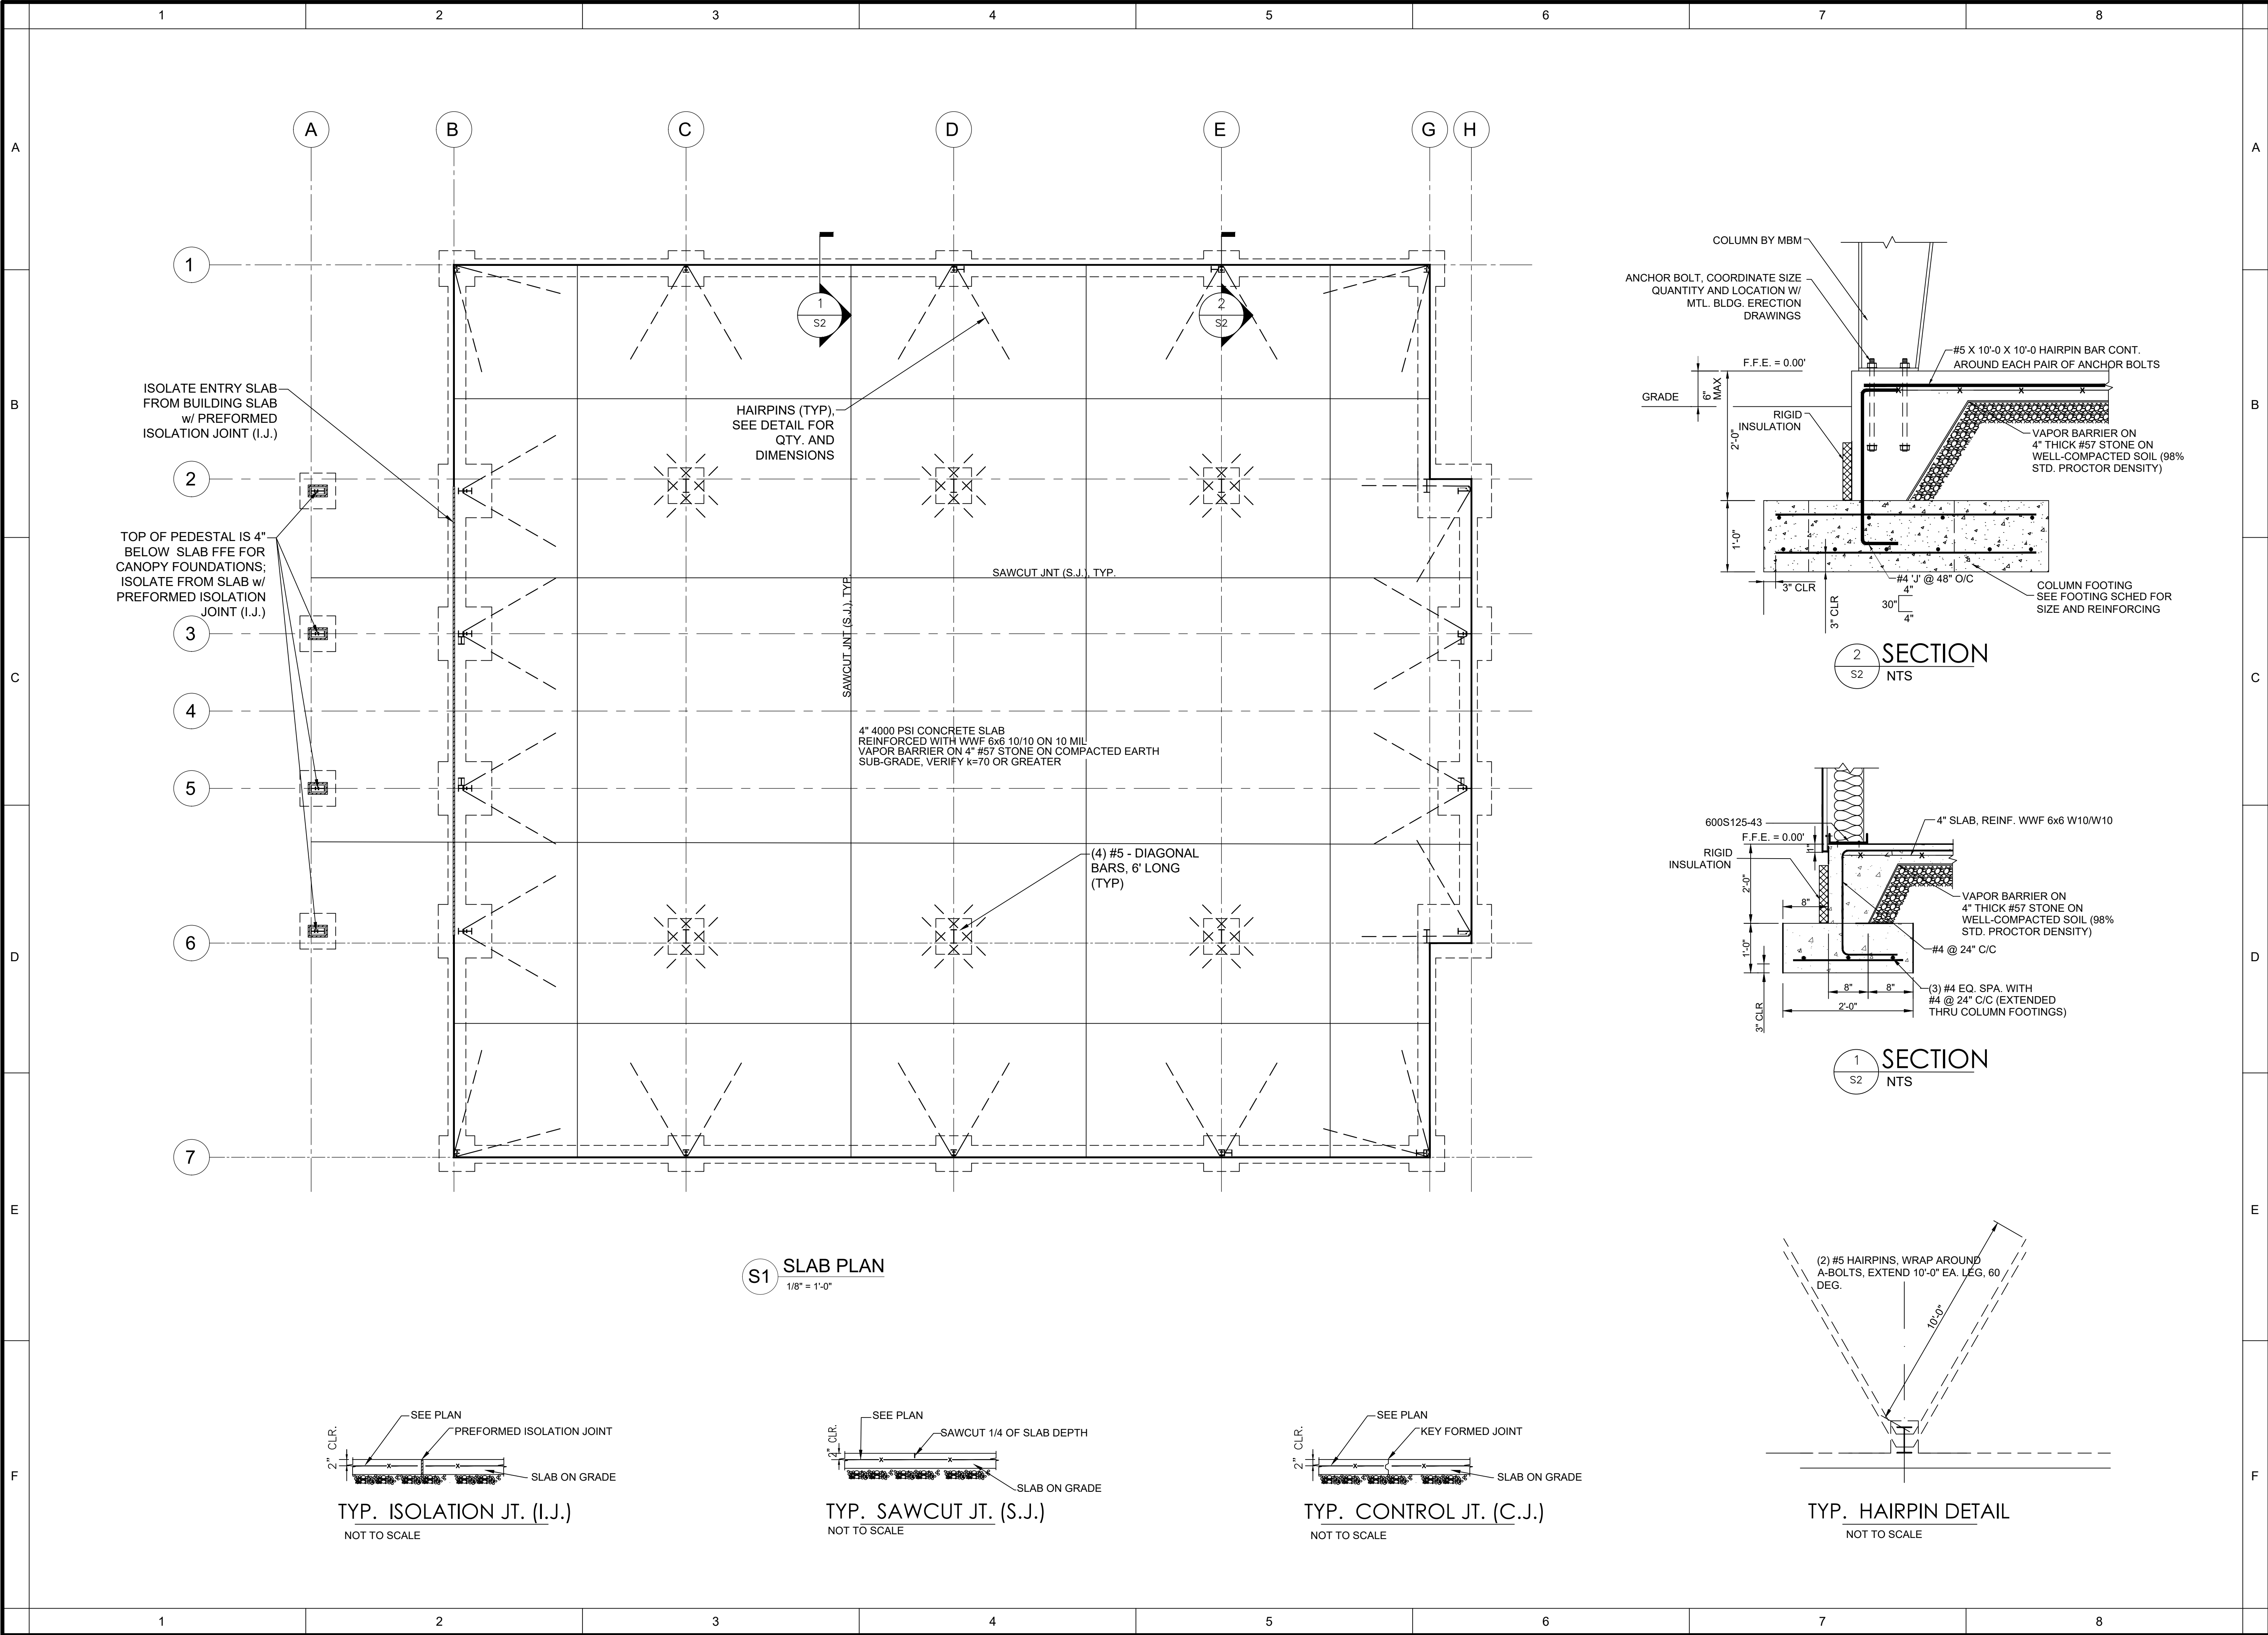 1 2 3 4 5 6 7 8
A A
B B
C C
D D
E E
F F
A B C D E G H
1
2
3
4
5
6
7
1
S2
2
S2
ISOLATE ENTRY SLAB
FROM BUILDING SLAB
w/ PREFORMED
ISOLATION JOINT (I.J.)
HAIRPINS (TYP),
SEE DETAIL FOR
QTY. AND
DIMENSIONS
TOP OF PEDESTAL IS 4"
BELOW SLAB FFE FOR
CANOPY FOUNDATIONS;
ISOLATE FROM SLAB w/
PREFORMED ISOLATION
JOINT (I.J.)
SAWCUT JNT (S.J.), TYP.
SAWCUT JNT (S.J.), TYP.
4" 4000 PSI CONCRETE SLAB
REINFORCED WITH WWF 6x6 10/10 ON 10 MIL
VAPOR BARRIER ON 4" #57 STONE ON COMPACTED EARTH
SUB-GRADE, VERIFY k=70 OR GREATER
(4) #5 - DIAGONAL
BARS, 6' LONG
(TYP)
S1 SLAB PLAN
1/8" = 1'-0"
COLUMN BY MBM
ANCHOR BOLT, COORDINATE SIZE
QUANTITY AND LOCATION W/
MTL. BLDG. ERECTION
DRAWINGS
#5 X 10'-0 X 10'-0 HAIRPIN BAR CONT.
AROUND EACH PAIR OF ANCHOR BOLTS
F.F.E. = 0.00'
GRADE
6"
MAX
RIGID
INSULATION
2'-0"
VAPOR BARRIER ON
4" THICK #57 STONE ON
WELL-COMPACTED SOIL (98%
STD. PROCTOR DENSITY)
1'-0"
3" CLR
3" CLR
#4 'J' @ 48" O/C
4"
30"
4"
COLUMN FOOTING
SEE FOOTING SCHED FOR
SIZE AND REINFORCING
2
S2
SECTION
NTS
600S125-43
F.F.E. = 0.00'
4" SLAB, REINF. WWF 6x6 W10/W10
RIGID
INSULATION
1"
2'-0"
8"
VAPOR BARRIER ON
4" THICK #57 STONE ON
WELL-COMPACTED SOIL (98%
STD. PROCTOR DENSITY)
1'-0"
#4 @ 24" C/C
8" 8"
2'-0"
3" CLR
(3) #4 EQ. SPA. WITH
#4 @ 24" C/C (EXTENDED
THRU COLUMN FOOTINGS)
1
S2
SECTION
NTS
(2) #5 HAIRPINS, WRAP AROUND
A-BOLTS, EXTEND 10'-0" EA. LEG, 60
DEG.
10'-0"
TYP. HAIRPIN DETAIL
NOT TO SCALE
SEE PLAN
PREFORMED ISOLATION JOINT
2" CLR.
SLAB ON GRADE
TYP. ISOLATION JT. (I.J.)
NOT TO SCALE
SEE PLAN
SAWCUT 1/4 OF SLAB DEPTH
2" CLR.
SLAB ON GRADE
TYP. SAWCUT JT. (S.J.)
NOT TO SCALE
SEE PLAN
KEY FORMED JOINT
2" CLR.
SLAB ON GRADE
TYP. CONTROL JT. (C.J.)
NOT TO SCALE
1 2 3 4 5 6 7 8